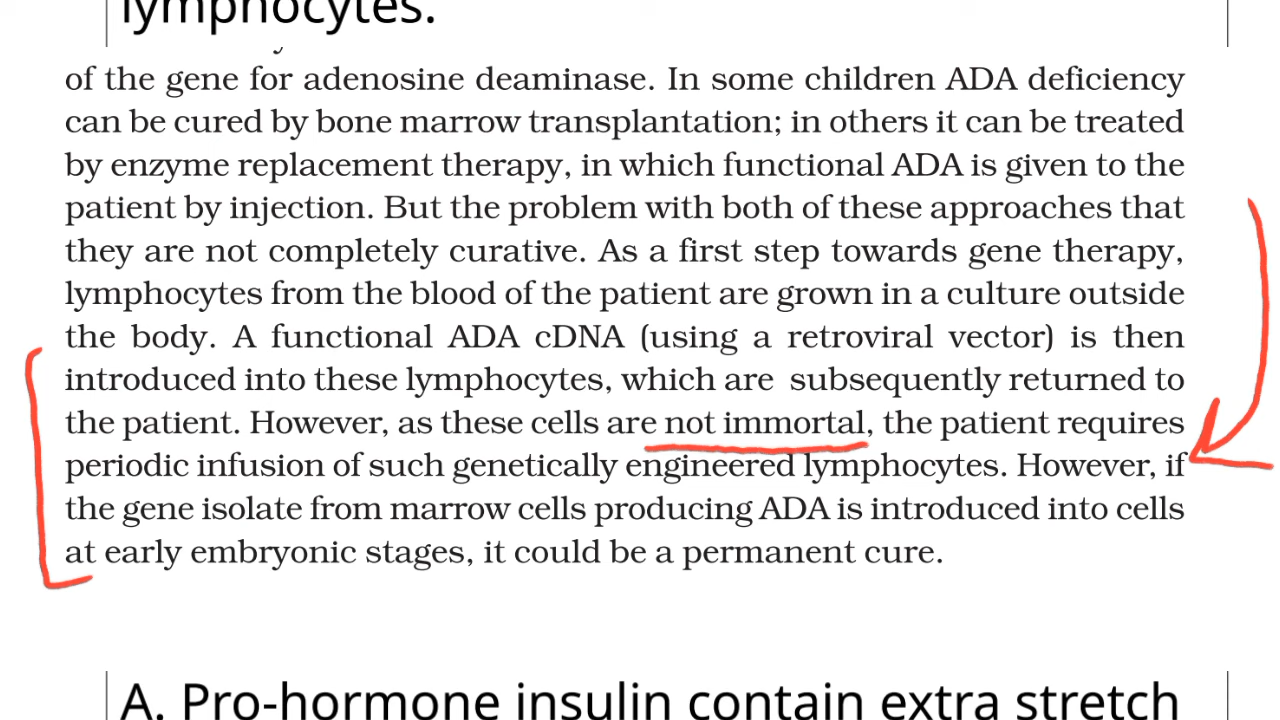 lymphocytes.
of the gene for adenosine deaminase. In some children ADA deficiency
can be cured by bone marrow transplantation; in others it can be treated
by enzyme replacement therapy, in which functional ADA is given to the
patient by injection. But the problem with both of these approaches that
they are not completely curative. As a first step towards gene therapy,
lymphocytes from the blood of the patient are grown in a culture outside
the body. A functional ADA cDNA (using a retroviral vector) is then
introduced into these lymphocytes, which are subsequently returned to
the patient. However, as these cells are not immortal, the patient requires
periodic infusion of such genetically engineered lymphocytes. However, if
the gene isolate from marrow cells producing ADA is introduced into cells
at early embryonic stages, it could be a permanent cure.
A. Pro-hormone insulin contain extra stretch